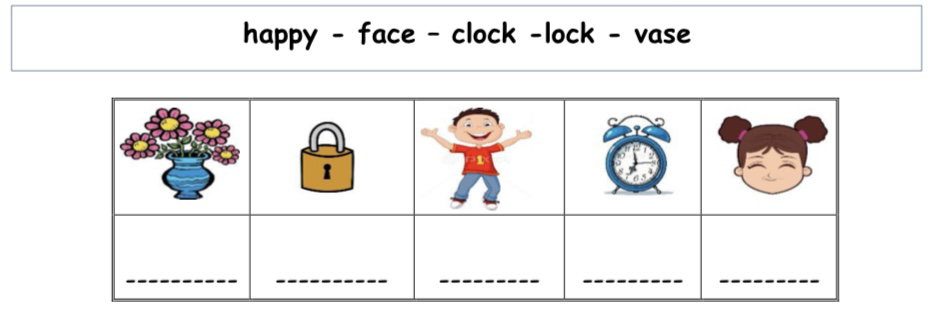 happy - face – clock -lock - vase